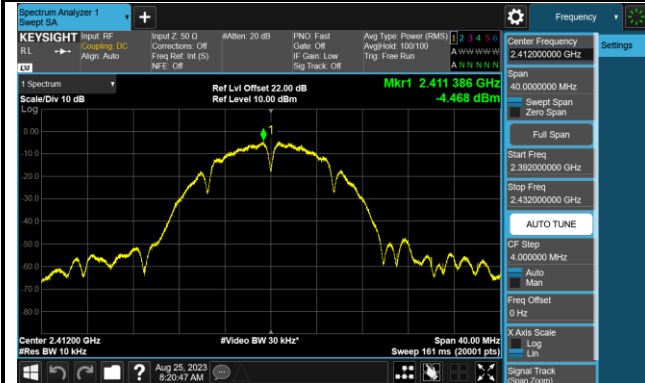 Spectrum Analyzer 1
Swept SA
+
Frequency
KEYSIGHT
RL
LXI
Input: RF
Coupling: DC
Align: Auto
Input Z: 50 Ω
Corrections: Off
Freq Ref: Int (S)
NFE: Off
#Atten: 20 dB
PNO: Fast
Gate: Off
IF Gain: Low
Sig Track: Off
Avg Type: Power (RMS)
Avg|Hold: 100/100
Trig: Free Run
1 2 3 4 5 6
A W W W W W
A N N N N N
Center Frequency
2.412000000 GHz
Settings
Span
40.0000000 MHz
Swept Span
Zero Span
Full Span
Start Freq
2.392000000 GHz
Stop Freq
2.432000000 GHz
AUTO TUNE
CF Step
4.000000 MHz
Auto
Man
Freq Offset
0 Hz
X Axis Scale
Log
Lin
Signal Track
(Span Zoom)
1 Spectrum
Scale/Div 10 dB
Log
Ref Lvl Offset 22.00 dB
Ref Level 10.00 dBm
Mkr1 2.411 386 GHz
-4.468 dBm
1
0.00
-10.0
-20.0
-30.0
-40.0
-50.0
-60.0
-70.0
-80.0
Center 2.41200 GHz
#Res BW 10 kHz
#Video BW 30 kHz*
Span 40.00 MHz
Sweep 161 ms (20001 pts)
?
Aug 25, 2023
8:20:47 AM